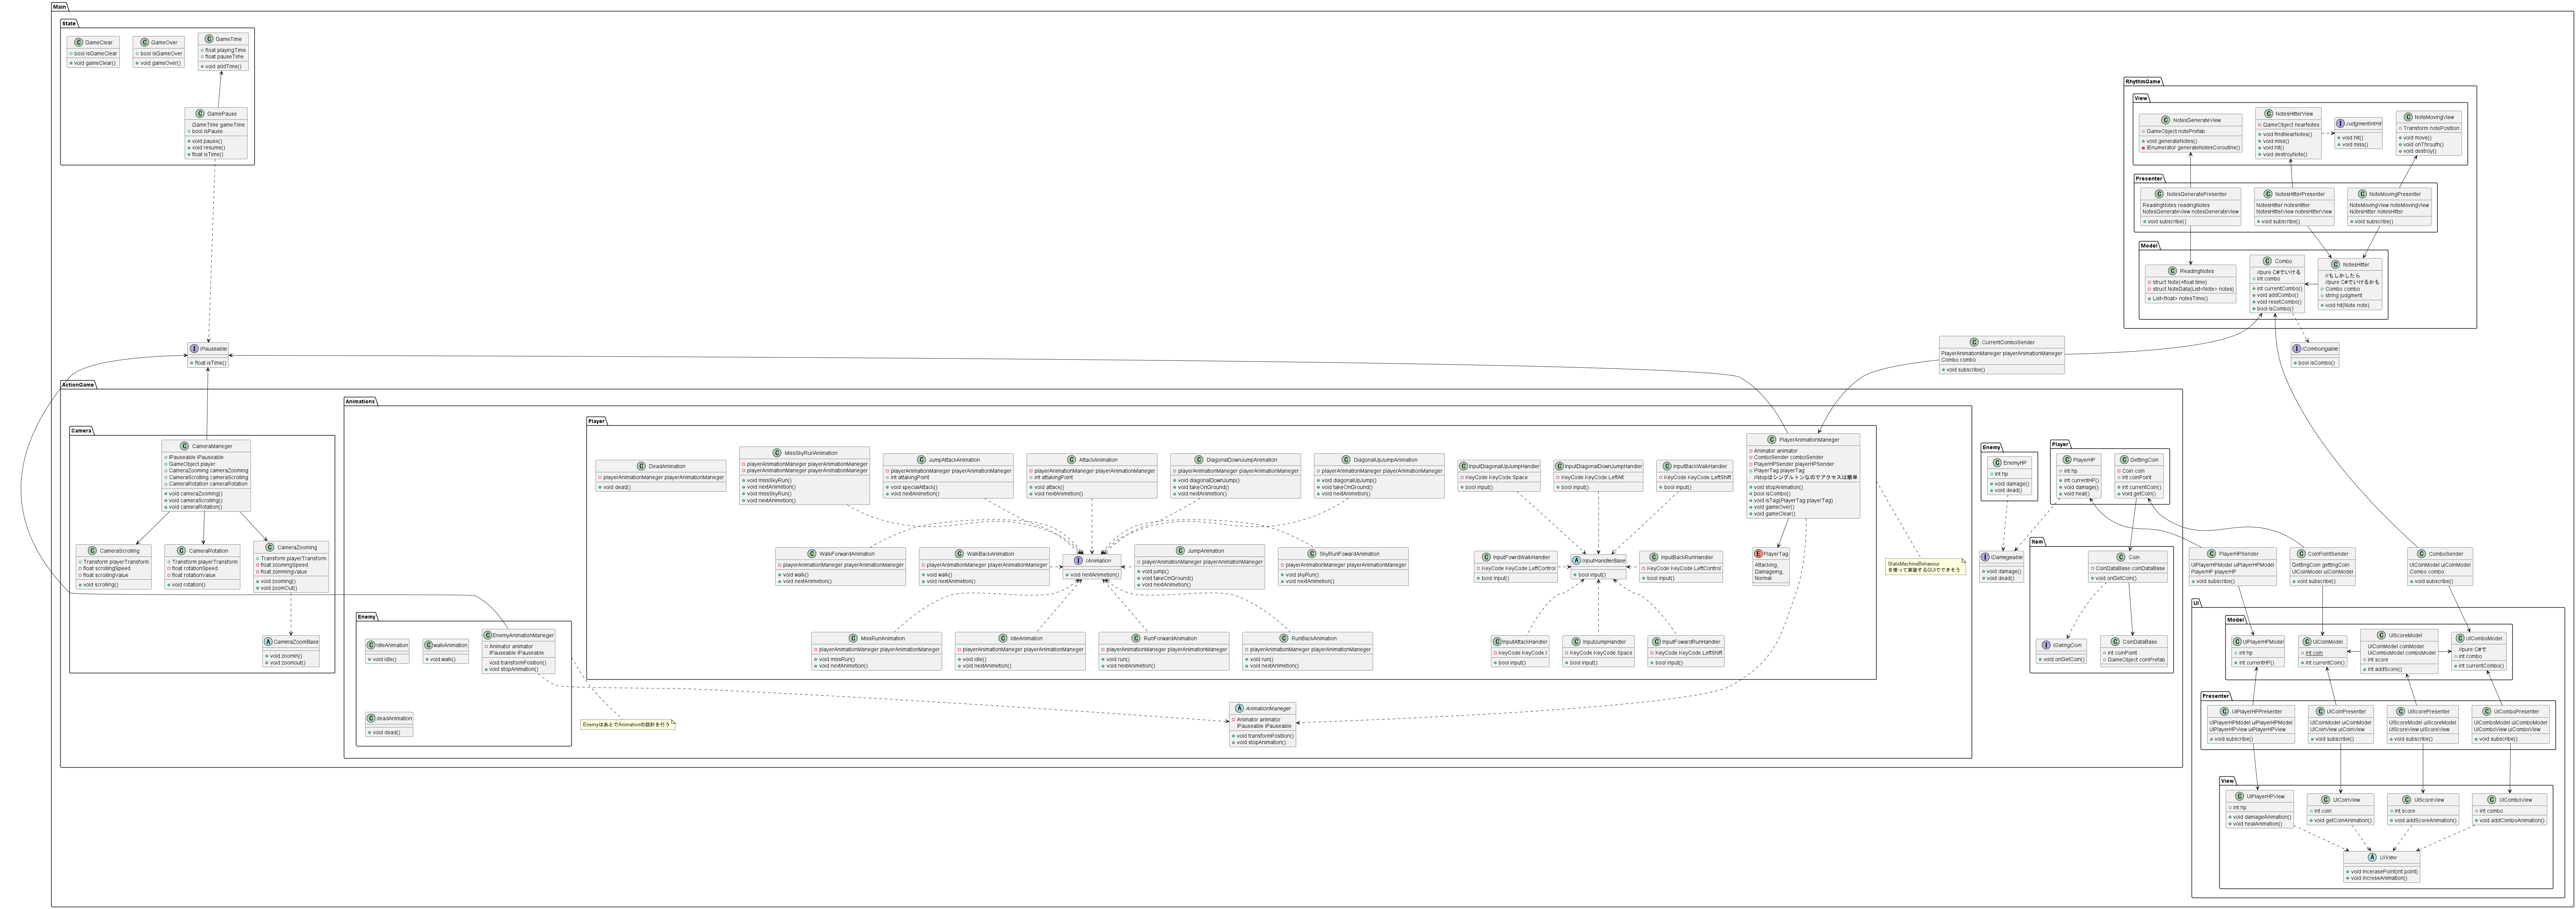 Main
State
GameClear
bool isGameClear
void gameClear()
GameOver
bool isGameOver
void gameOver()
GameTime
float playingTime
float pauseTime
void addTime()
GamePause
GameTime gameTime
bool isPause
void pause()
void resume()
float isTime()
RhythmGame
View
NotesGenerateView
GameObject notePrefab
void generateNotes()
IEnumerator generateNotesCoroutine()
NotesHitterView
GameObject nearNotes
void findNearNotes()
void miss()
void hit()
void destroyNote()
JudgmentintHit
void hit()
void miss()
NoteMovingView
Transform notePosition
void move()
void onThrouth()
void destroy()
Presenter
NotesGeneratePresenter
ReadingNotes readingNotes
NotesGenerateView notesGenerateView
void subscribe()
NotesHitterPresenter
NotesHitter notesHitter
NotesHitterView notesHitterView
void subscribe()
NoteMovingPresenter
NoteMovingView noteMovingView
NotesHitter notesHitter
void subscribe()
Model
ReadingNotes
struct Note(+float time)
struct NoteData(List<Note> notes)
List<float> notesTime()
Combo
//pure C#でいける
int combo
int currentCombo()
void addCombo()
void resetCombo()
bool isCombo()
NotesHitter
//もしかしたら
//pure C#でいけるかも
Combo combo
string judgment
void hit(Note note)
IPauseable
float isTime()
CurrentComboSender
PlayerAnimationManeger playerAnimationManeger
Combo combo
void subscribe()
IComboingable
bool isCombo()
ActionGame
Camera
CameraManeger
IPauseable iPauseable
GameObject player
CameraZooming cameraZooming
CameraScrolling cameraScrolling
CameraRotation cameraRotation
void cameraZooming()
void cameraScrolling()
void cameraRotation()
CameraScrolling
Transform playerTransform
float scrollingSpeed
float scrollingValue
void scrolling()
CameraRotation
Transform playerTransform
float rotationSpeed
float rotationValue
void rotation()
CameraZooming
Transform playerTransform
float zoomingSpeed
float zommingValue
void zooming()
void zoomOut()
CameraZoomBase
void zoomin()
void zoomout()
Animations
Player
DeadAnimation
playerAnimationManeger playerAnimationManeger
void dead()
MissSkyRunAnimation
playerAnimationManeger playerAnimationManeger
playerAnimationManeger playerAnimationManeger
void missSkyRun()
void nextAnimetion()
void missSkyRun()
void nextAnimetion()
JumpAttackAnimation
playerAnimationManeger playerAnimationManeger
int attakingPoint
void specialAttack()
void nextAnimetion()
AttackAnimation
playerAnimationManeger playerAnimationManeger
int attakingPoint
void attack()
void nextAnimetion()
DiagonalDownJumpAnimation
playerAnimationManeger playerAnimationManeger
void diagonalDownJump()
void takeOnGround()
void nextAnimetion()
DiagonalUpJumpAnimation
playerAnimationManeger playerAnimationManeger
void diagonalUpJump()
void takeOnGround()
void nextAnimetion()
InputDiagonalUpJumpHandler
KeyCode KeyCode.Space
bool input()
InputDiagonalDownJumpHandler
KeyCode KeyCode.LeftAlt
bool input()
InputBackWalkHandler
KeyCode KeyCode.LeftShift
bool input()
PlayerAnimationManeger
Animator animator
ComboSender comboSender
PlayerHPSender playerHPSender
PlayerTag playerTag
//stopはシングルトンなのでアクセスは簡単
void stopAnimation()
bool isCombo()
void isTag(PlayerTag playerTag)
void gameOver()
void gameClear()
WalkForwardAnimation
playerAnimationManeger playerAnimationManeger
void walk()
void nextAnimetion()
WalkBackAnimation
playerAnimationManeger playerAnimationManeger
void walk()
void nextAnimetion()
IAnimation
void nextAnimetion()
JumpAnimation
playerAnimationManeger playerAnimationManeger
void jump()
void takeOnGround()
void nextAnimetion()
SkyRunForwardAnimation
playerAnimationManeger playerAnimationManeger
void skyRun()
void nextAnimetion()
InputFowrdWalkHandler
KeyCode KeyCode.LeftControl
bool input()
InputHandlerBase
bool input()
InputBackRunHandler
KeyCode KeyCode.LeftControl
bool input()
PlayerTag
Attacking,
Damageing,
Normal
MissRunAnimation
playerAnimationManeger playerAnimationManeger
void missRun()
void nextAnimetion()
IdleAnimation
playerAnimationManeger playerAnimationManeger
void idle()
void nextAnimetion()
RunForwardAnimation
playerAnimationManeger playerAnimationManeger
void run()
void nextAnimetion()
RunBackAnimation
playerAnimationManeger playerAnimationManeger
void run()
void nextAnimetion()
InputAttackHandler
KeyCode KeyCode.I
bool input()
InputJumpHandler
KeyCode KeyCode.Space
bool input()
InputFowardRunHandler
KeyCode KeyCode.LeftShift
bool input()
StateMachineBehaviour
を使って実装するGUIでできそう
Enemy
IdleAnimation
void idle()
walkAnimation
void walk()
EnemyAnimationManeger
Animator animator
IPauseable iPauseable
void transformPosition()
void stopAnimation()
deadAnimation
void dead()
EnemyはあとでAnimationの設計を行う
AnimationManeger
Animator animator
IPauseable iPauseable
void transformPosition()
void stopAnimation()
Enemy
EnemyHP
int hp
void damage()
void dead()
Player
PlayerHP
int hp
int currentHP()
void damage()
void heal()
GettingCoin
Coin coin
int coinPoint
int currentCoin()
void getCoin()
IDamegeable
void damage()
void dead()
Item
Coin
CoinDataBase coinDataBase
void onGetCoin()
IGetingCoin
void onGetCoin()
CoinDataBase
int coinPoint
GameObject coinPrefab
PlayerHPSender
UIPlayerHPModel uiPlayerHPModel
PlayerHP playerHP
void subscribe()
CoinPointSender
GettingCoin gettingCoin
UICoinModel uiCoinModel
void subscribe()
ComboSender
UIComboModel uiComboModel
Combo combo
void subscribe()
UI
Model
UIPlayerHPModel
int hp
int currentHP()
UICoinModel
int coin
int currentCoin()
UIScoreModel
UICoinModel coinModel
UIComboModel comboModel
int score
int addScore()
UIComboModel
//pure C#で
int combo
int currentCombo()
Presenter
UIPlayerHPPresenter
UIPlayerHPModel uiPlayerHPModel
UIPlayerHPView uiPlayerHPView
void subscribe()
UICoinPresenter
UICoinModel uiCoinModel
UICoinView uiCoinView
void subscribe()
UIScorePresenter
UIScoreModel uiScoreModel
UIScoreView uiScoreView
void subscribe()
UIComboPresenter
UIComboModel uiComboModel
UIComboView uiComboView
void subscribe()
View
UIPlayerHPView
int hp
void damageAnimation()
void healAnimation()
UICoinView
int coin
void getCoinAnimation()
UIScoreView
int score
void addScoreAnimation()
UIComboView
int combo
void addComboAnimation()
UIView
void incerasePoint(int point)
void increseAnimation()